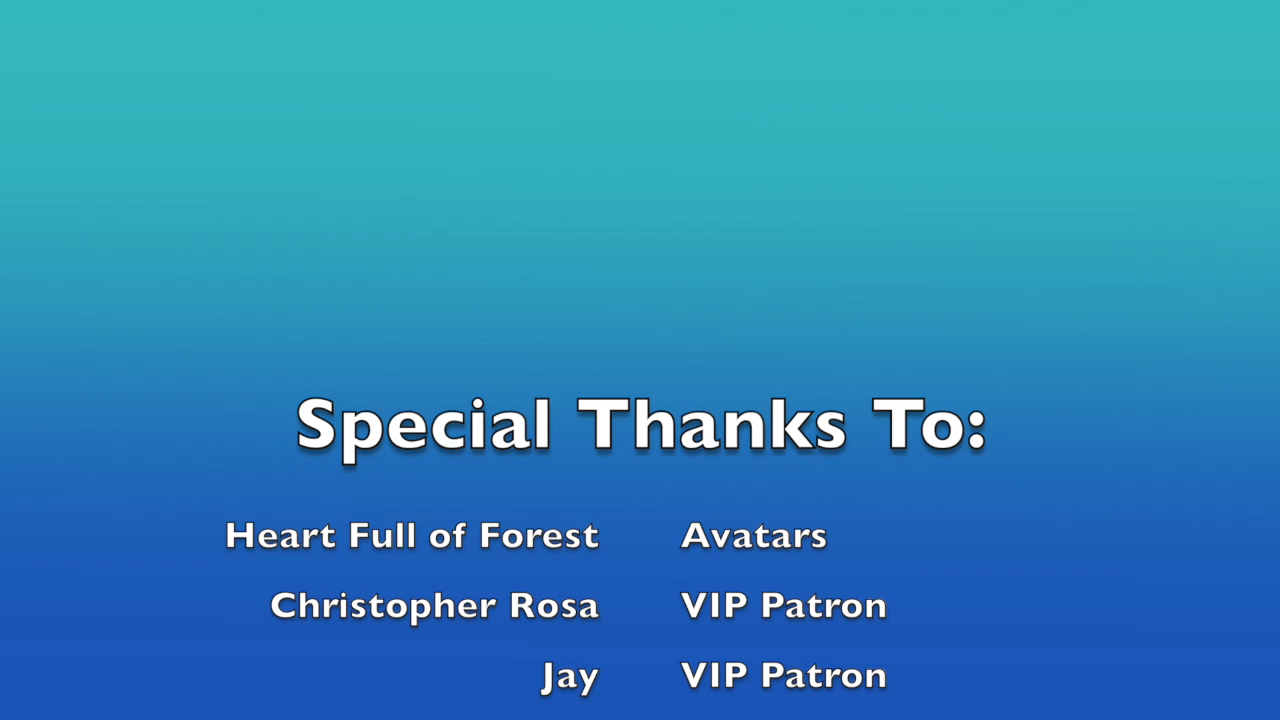 Special Thanks To:
Heart Full of Forest Avatars
Christopher Rosa VIP Patron
Jay VIP Patron